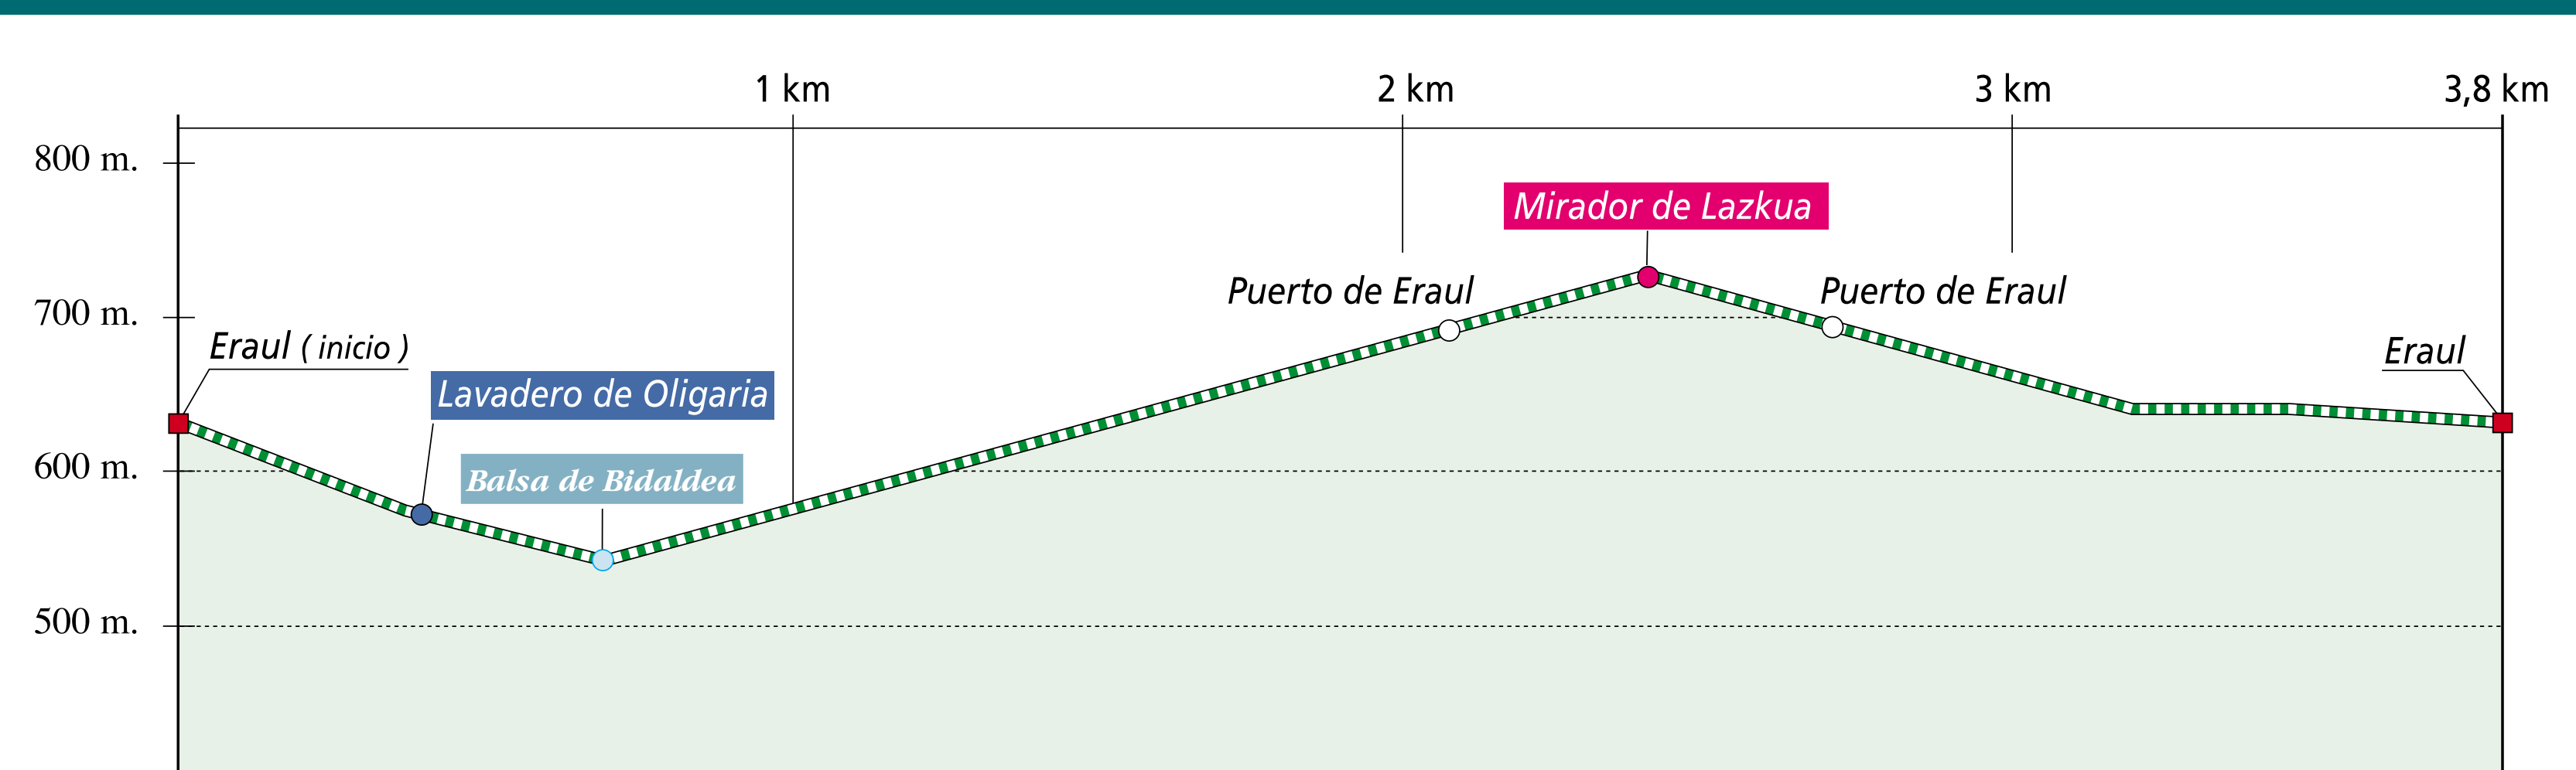 1 km
2 km
3 km
3,8 km
800 m.
Mirador de Lazkua
Puerto de Eraul
Puerto de Eraul
700 m.
Eraul ( inicio )
Eraul
Lavadero de Oligaria
600 m.
Balsa de Bidaldea
500 m.